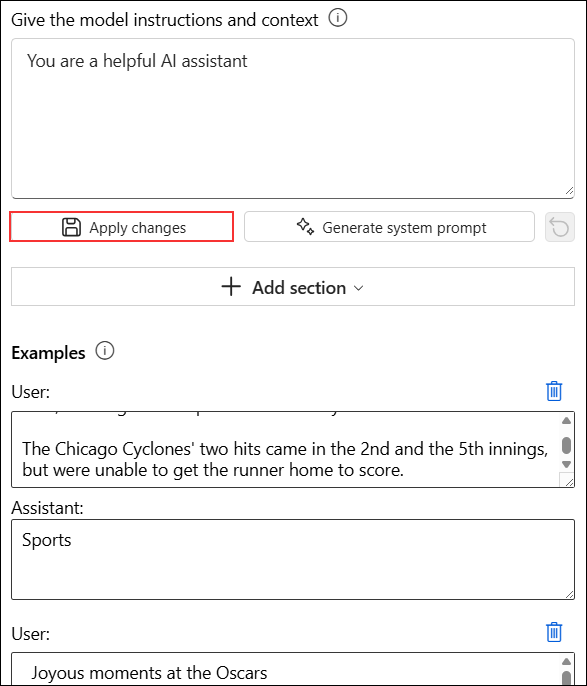 Give the model instructions and context
You are a helpful AI assistant
Apply changes
Generate system prompt
Add section
Examples
User:
The Chicago Cyclones' two hits came in the 2nd and the 5th innings,
but were unable to get the runner home to score.
Assistant:
Sports
User:
Joyous moments at the Oscars